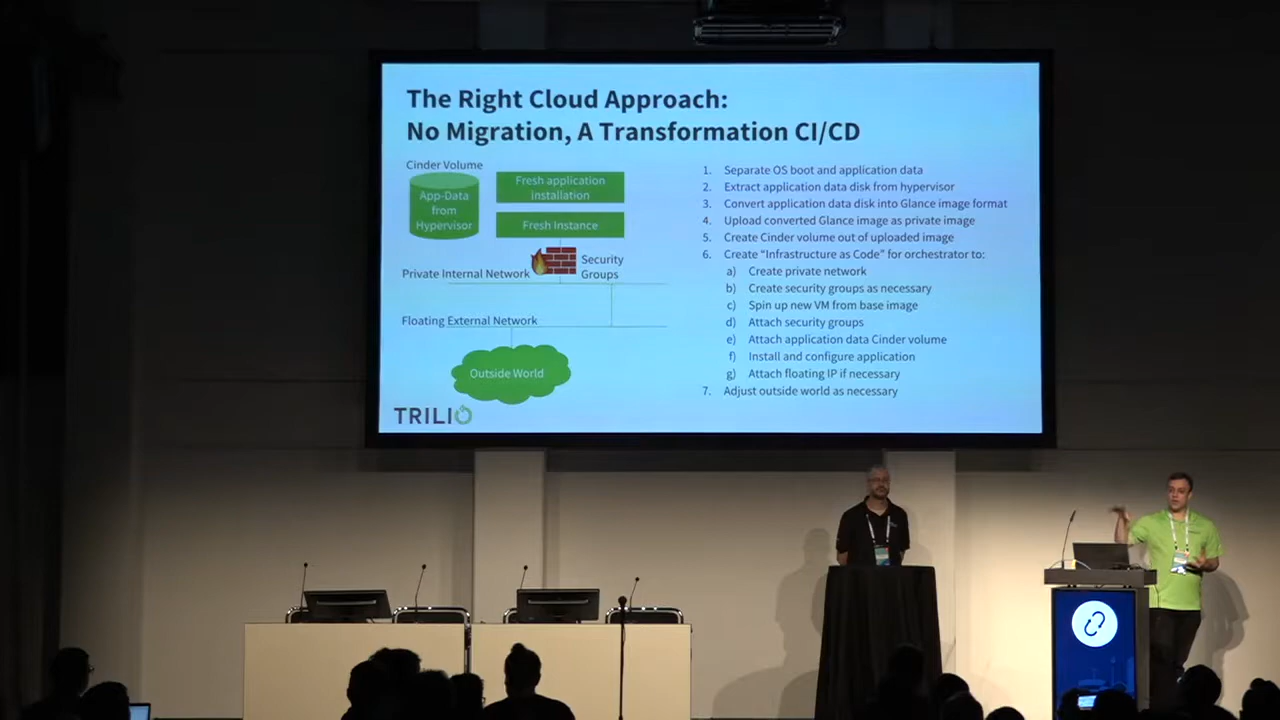 The Right Cloud Approach:
No Migration, A Transformation CI/CD
Cinder Volume
App-Data
from
Hypervisor
Fresh application
installation
Fresh Instance
Security
Groups
Private Internal Network
Floating External Network
Outside World
TRILIO
1. Separate OS boot and application data
2. Extract application data disk from hypervisor
3. Convert application data disk into Glance image format
4. Upload converted Glance image as private image
5. Create Cinder volume out of uploaded image
6. Create “Infrastructure as Code” for orchestrator to:
a) Create private network
b) Create security groups as necessary
c) Spin up new VM from base image
d) Attach security groups
e) Attach application data Cinder volume
f) Install and configure application
g) Attach floating IP if necessary
7. Adjust outside world as necessary